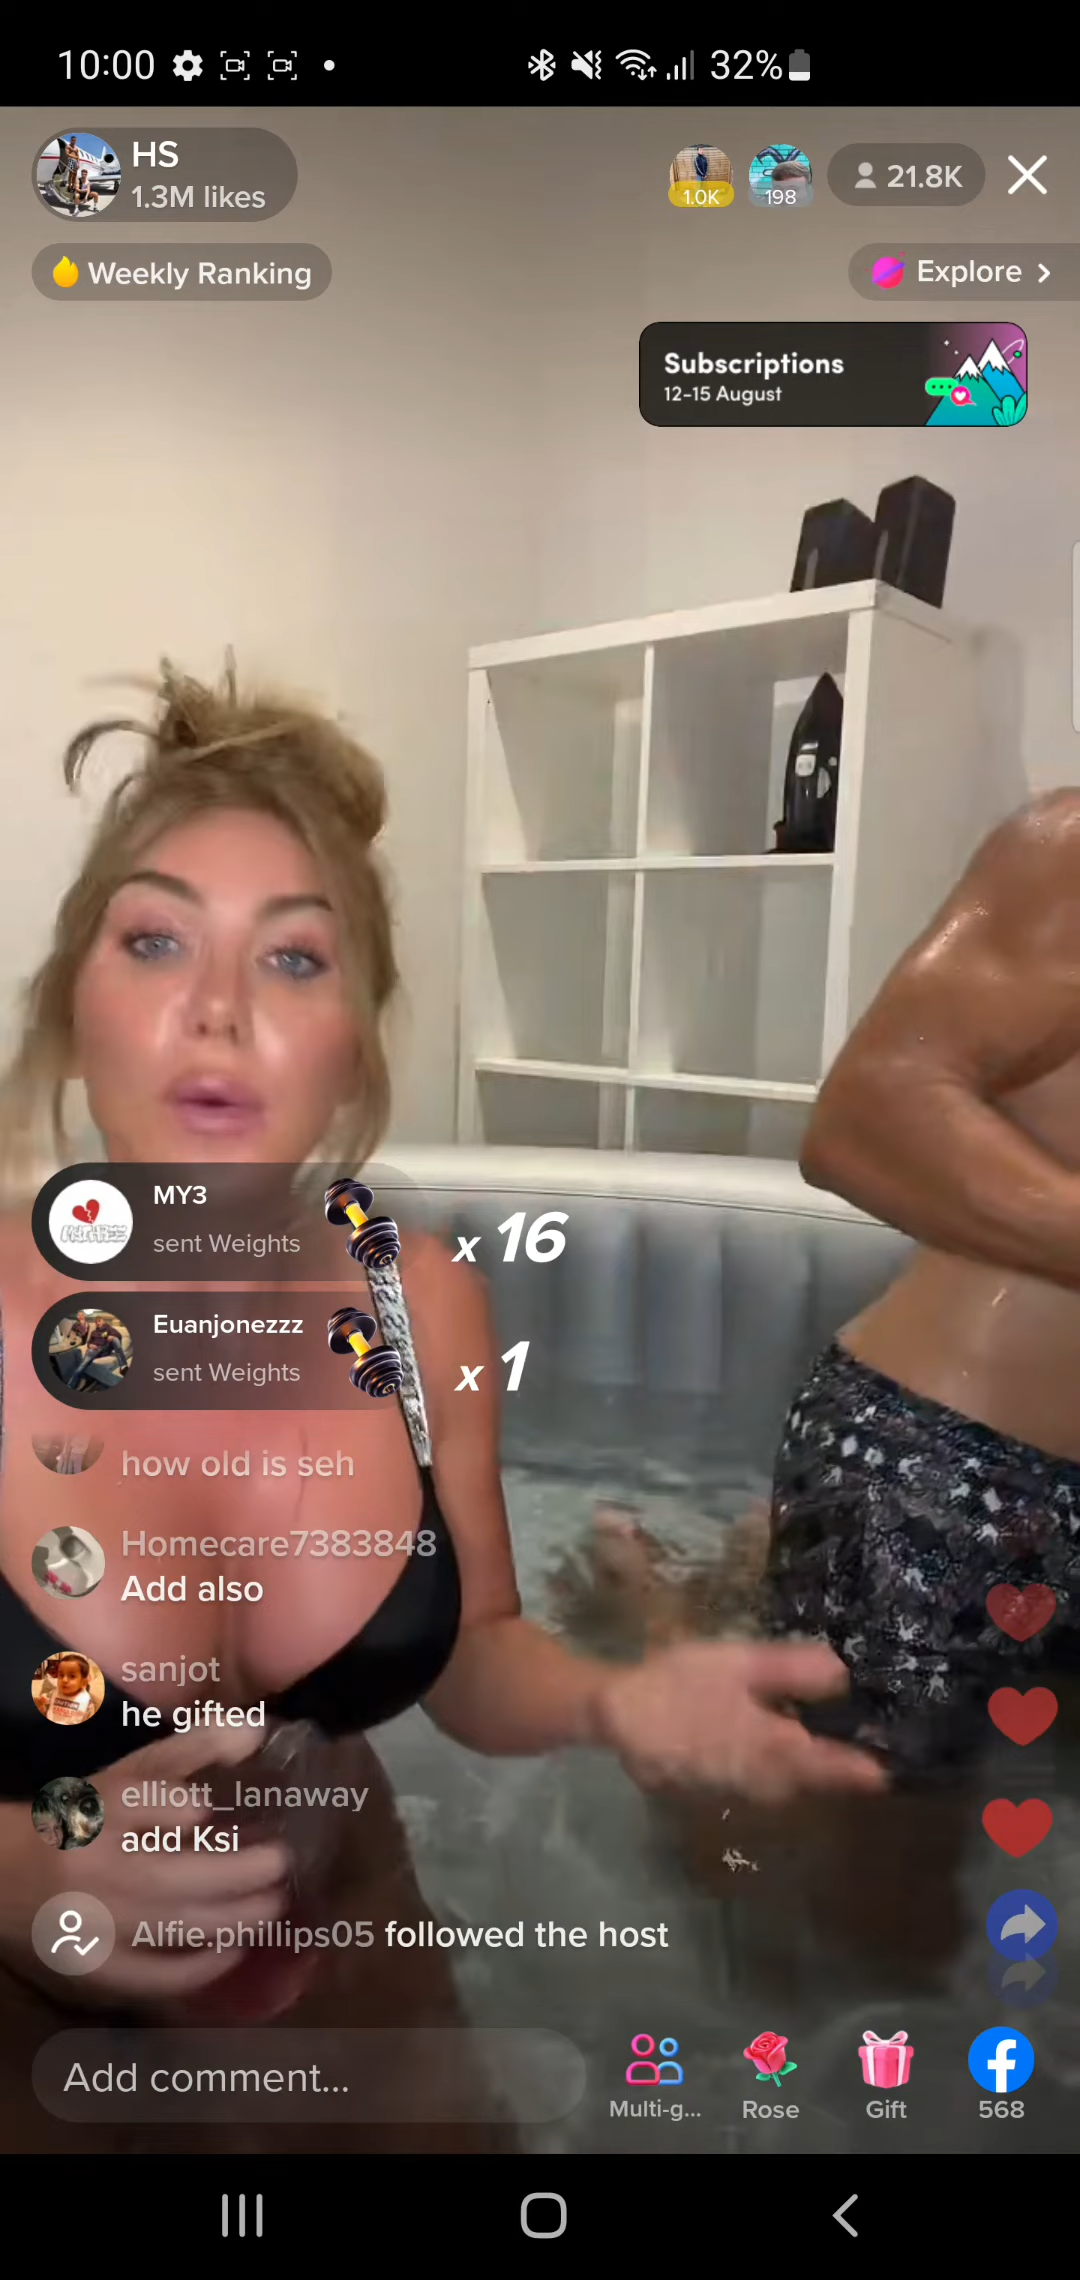 10:00
32%
HS
1.3M likes
1.0K
198
21.8K
Weekly Ranking
Explore
Subscriptions
12-15 August
MY3
sent Weights
x 16
Euanjonezzz
sent Weights
x 1
how old is seh
Homecare7383848
Add also
sanjot
he gifted
elliott_lanaway
add Ksi
Alfie.phillips05 followed the host
Add comment...
Multi-g...
Rose
Gift
568